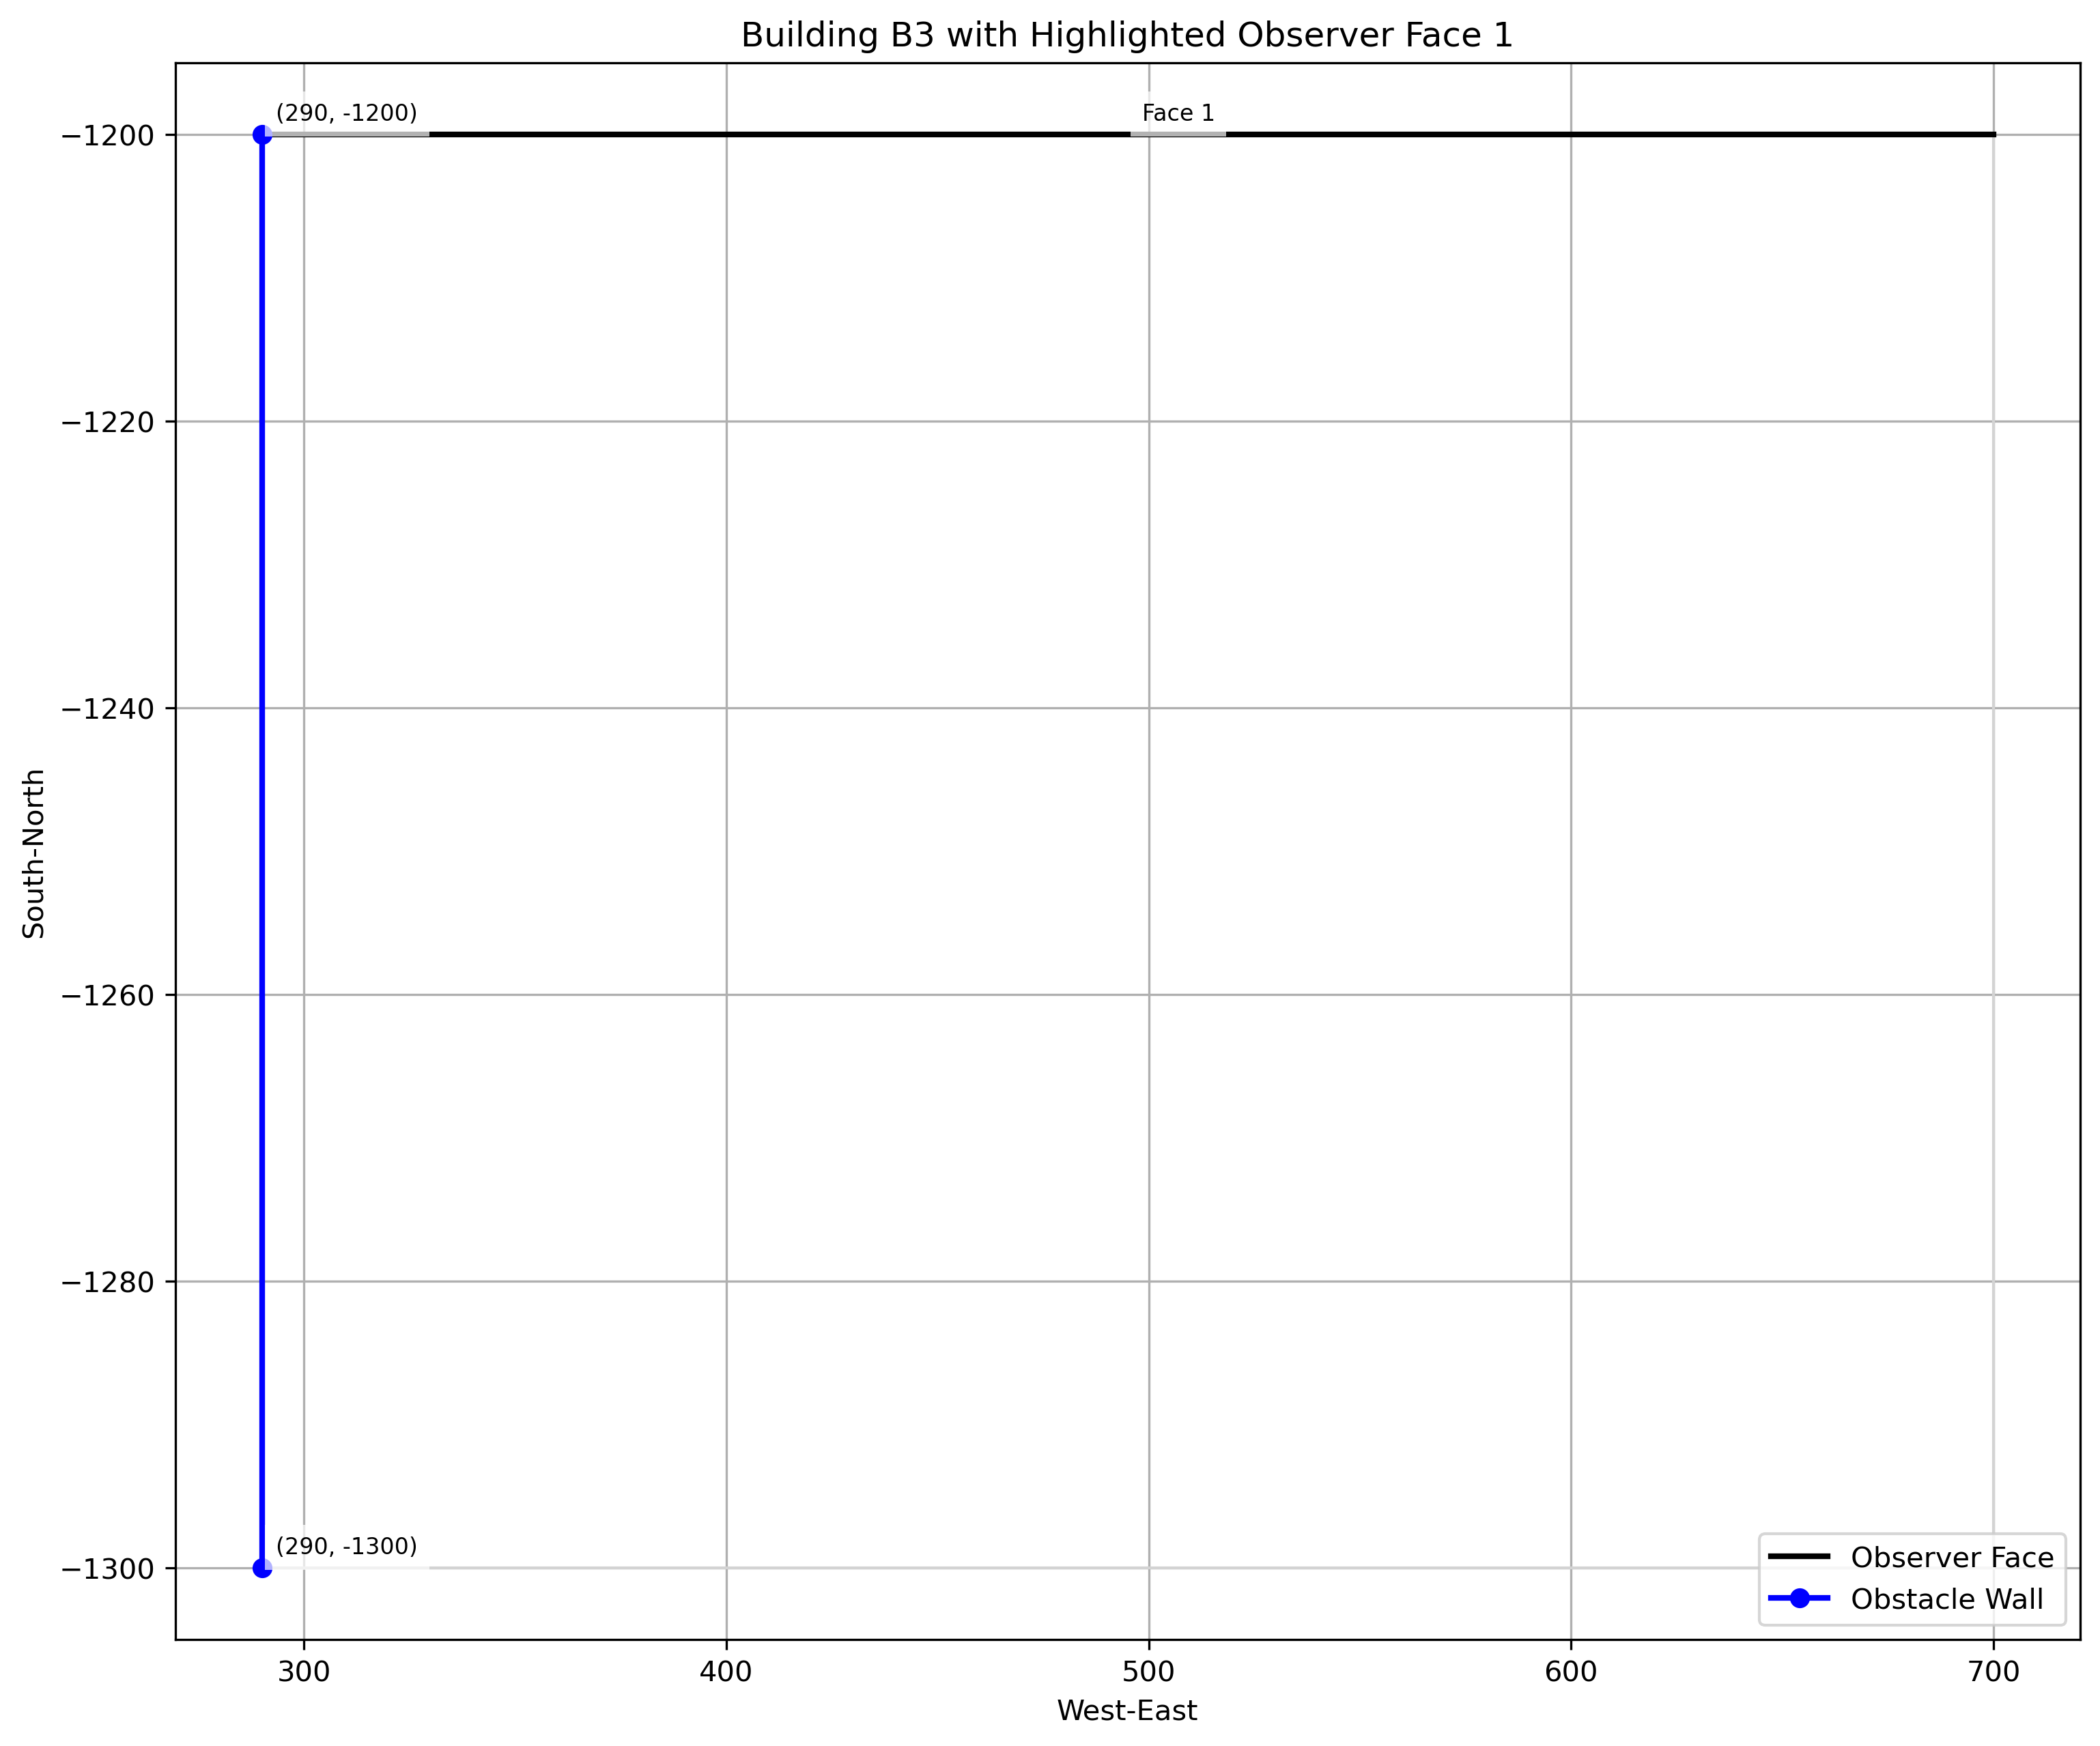 Building B3 with Highlighted Observer Face 1
(290, -1200)
Face 1
−1200
−1220
−1240
−1260
−1280
−1300
South-North
(290, -1300)
Observer Face
Obstacle Wall
300
400
500
600
700
West-East